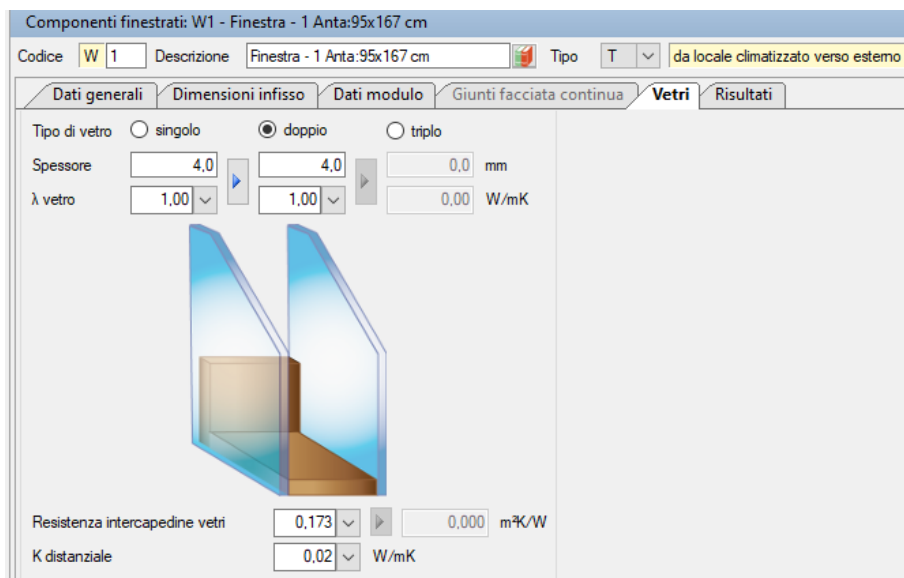 Componenti finestrati: W1 - Finestra - 1 Anta:95x167 cm
Codice W 1 Descrizione Finestra - 1 Anta:95x167 cm Tipo T da locale climatizzato verso esterno
Dati generali Dimensioni infisso Dati modulo Giunti facciata continua Vetri Risultati
Tipo di vetro singolo doppio triplo
Spessore 4,0 4,0 0,0 mm
λ vetro 1,00 1,00 0,00 W/mK
Resistenza intercapedine vetri 0,173 0,000 m²K/W
K distanziale 0,02 W/mK